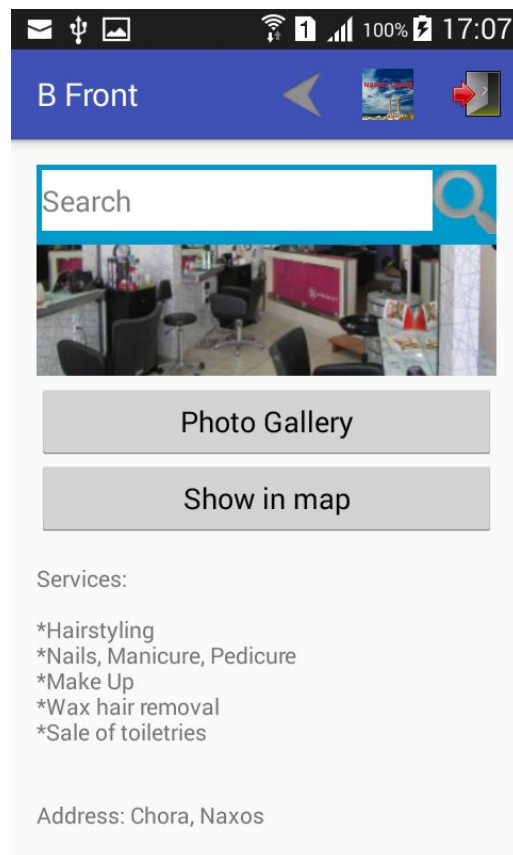 1
100%
17:07
B Front
Search
Photo Gallery
Show in map
Services:
*Hairstyling
*Nails, Manicure, Pedicure
*Make Up
*Wax hair removal
*Sale of toiletries
Address: Chora, Naxos